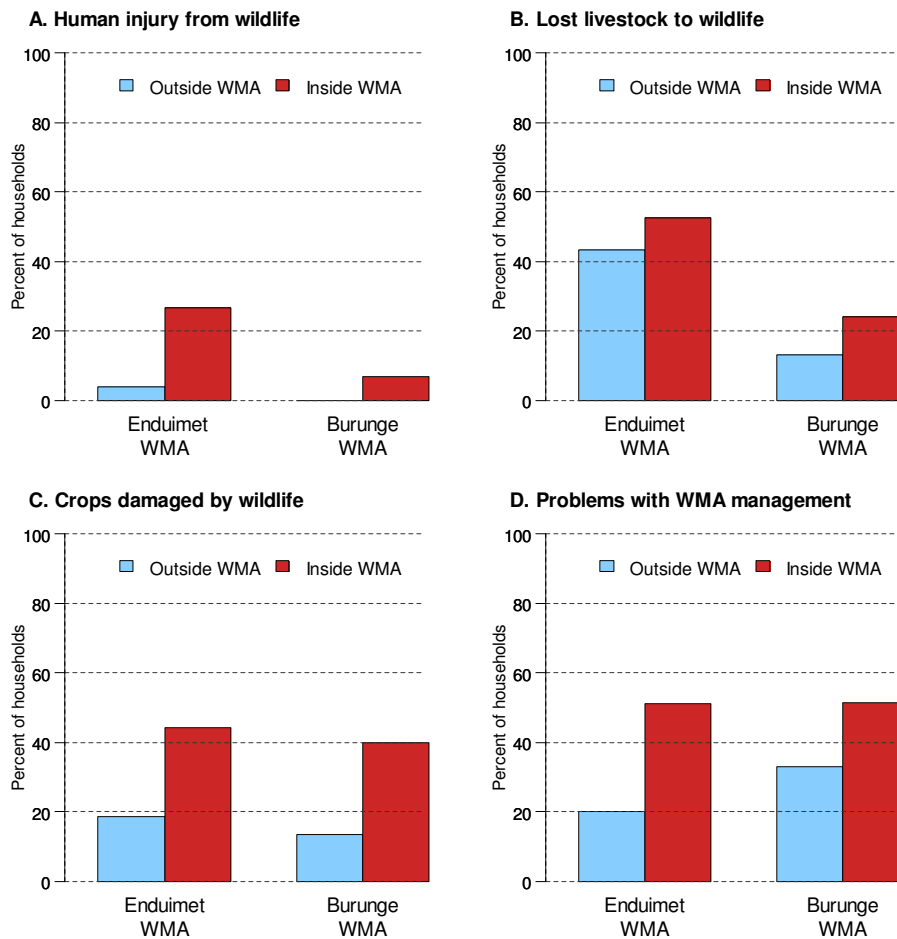 A. Human injury from wildlife
100
Outside WMA Inside WMA
80
60
40
20
0
Percent of households
Enduimet
WMA
Burunge
WMA
B. Lost livestock to wildlife
100
Outside WMA Inside WMA
80
60
40
20
0
Percent of households
Enduimet
WMA
Burunge
WMA
C. Crops damaged by wildlife
100
Outside WMA Inside WMA
80
60
40
20
0
Percent of households
Enduimet
WMA
Burunge
WMA
D. Problems with WMA management
100
Outside WMA Inside WMA
80
60
40
20
0
Percent of households
Enduimet
WMA
Burunge
WMA